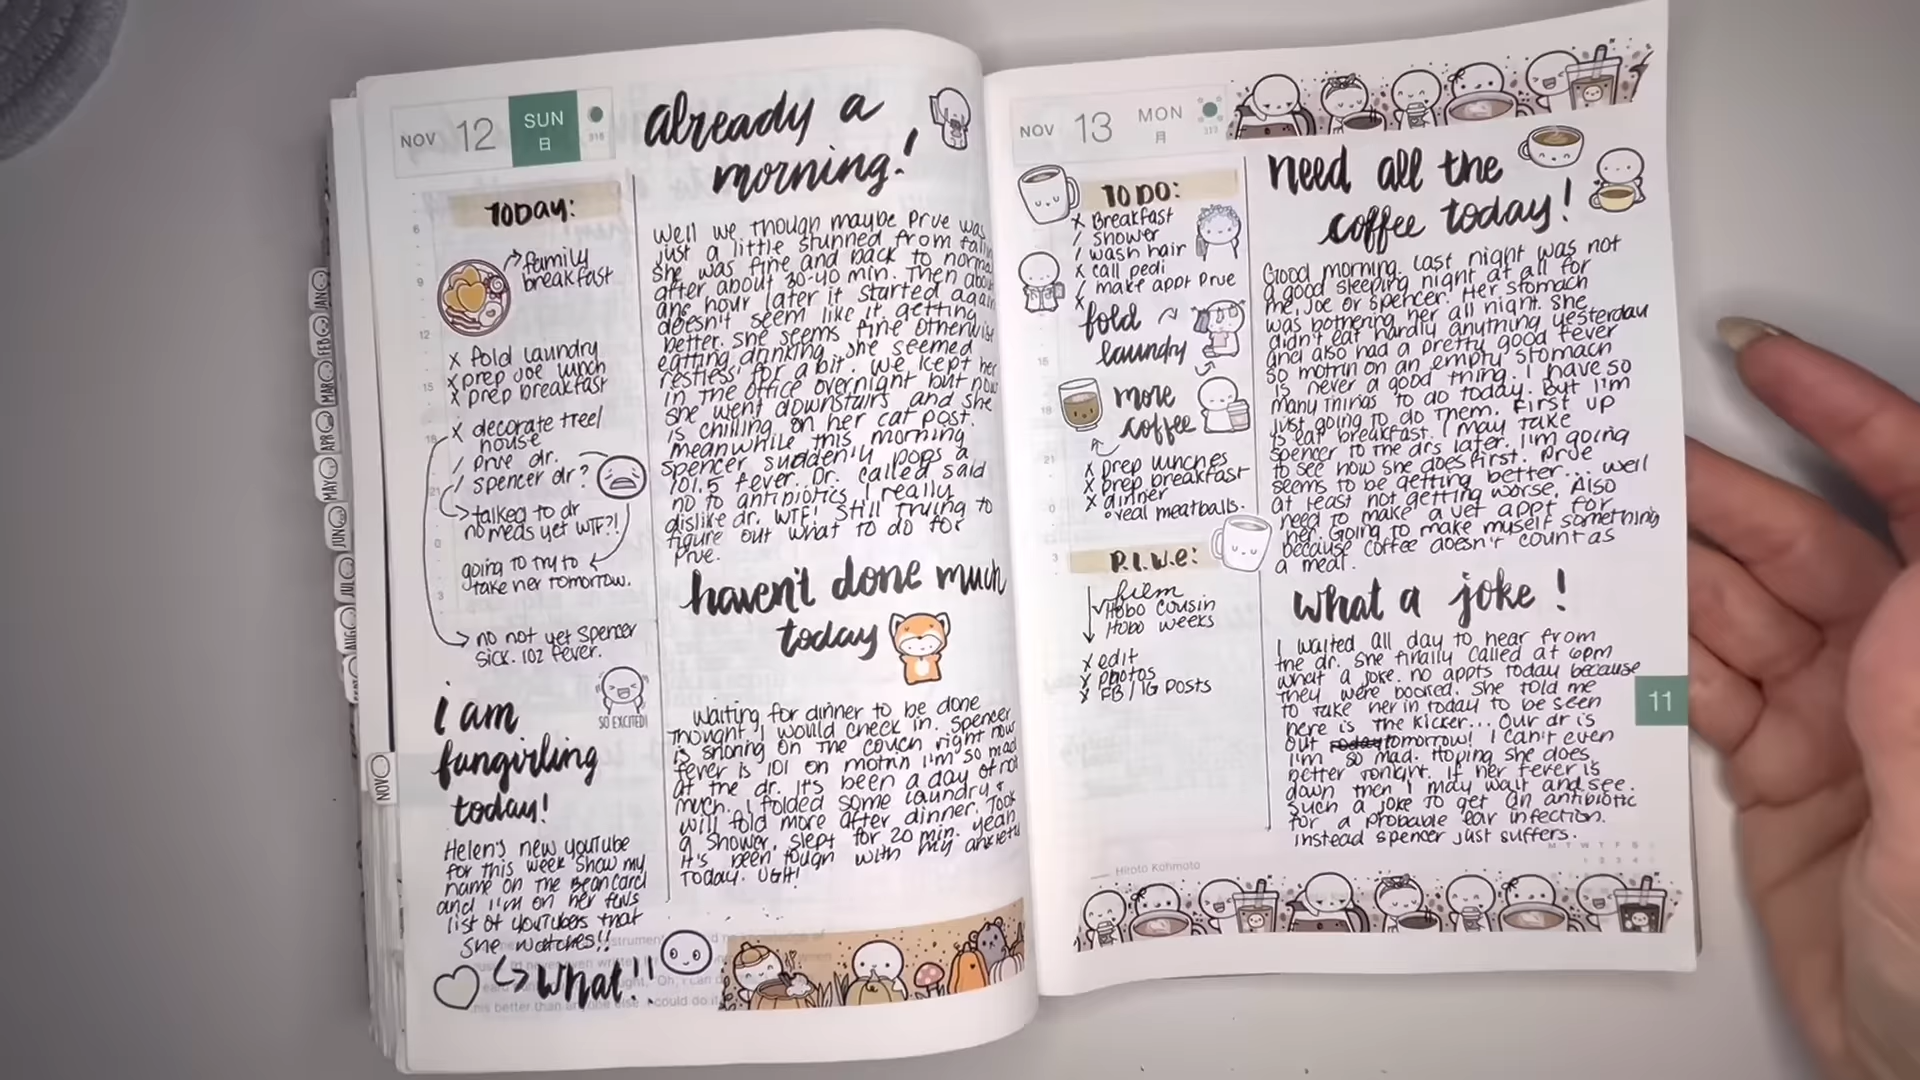 NOV 12 SUN
日
316
already a
morning!
TODAY:
family
breakfast
x fold laundry
x prep Joe lunch
x prep breakfast
x decorate tree/
house
/ Prue dr.
/ spencer dr?
talked to dr
no meds yet WTF?!
going to try to
take her tomorrow.
no not yet spencer
sick. 102 fever.
SO EXCITED!
i am
fangirling
today!
Helen's new youtube
for this week show my
name on the Bean Card
and I'm on her favs
list of youtubes that
she watches!!
What!!
Well we though maybe Prue was
just a little stunned from fallin
she was fine and back to normal
after about 30-40 min. Then about
an hour later it started again
doesn't seem like it getting
better. she seems fine otherwise
eatting, drinking, she seemed
restless for a bit. We kept her
in the office overnight but now
she went downstairs and she
is chilling on her cat post.
meanwhile this morning
spencer suddenly pops a
101.5 fever. Dr. called said
no to antibiotics. I really
dislike dr. WTF! Still trying to
figure out what to do for
Prue.
haven't done much
today
Waiting for dinner to be done
thought I would check in. Spencer
is snoring on the couch right now
fever is 101 on motrin I'm so mad
at the dr. It's been a day of not
much. I folded some laundry +
will fold more after dinner. Took
a shower. Slept for 20 min. yeah
it's been tough with my anxiety
today. UGH!
NOV 13 MON
月
317
need all the
coffee today!
TO DO:
x Breakfast
/ shower
/ wash hair
x call pedi
/ make appt Prue
x
fold
laundry
more
coffee
x prep lunches
x prep breakfast
x dinner
veal meatballs.
P.I.W.e:
film
Hobo Cousin
Hobo weeks
x edit
x photos
x FB/IG posts
Good morning. Last night was not
a good sleeping night at all for
me, Joe or spencer. Her stomach
was bothering her all night. She
didn't eat hardly anything yesterday
and also had a pretty good fever
so motrin on an empty stomach
is never a good thing. I have so
many things to do today. But I'm
just going to do them. First up
is eat breakfast. I may take
spencer to the drs later. I'm going
to see how she does first. Prue
seems to be getting better... well
at least not getting worse. Also
need to make a vet appt for
her. Going to make myself something
because coffee doesn't count as
a meal.
what a joke!
I waited all day to hear from
the dr. She finally called at 6pm
what a joke. no appts today because
they were booked. She told me
to take her in today to be seen
here is the kicker... Our dr is
out today tomorrow! I can't even
I'm so mad. Hoping she does
better tonight. If her fever is
down then I may wait and see.
Such a joke to get an antibiotic
for a probable ear infection.
Instead spencer just suffers.
Hiroto Kohmoto
M T W T F S
11
JAN
FEB
MAR
APR
MAY
JUN
JUL
AUG
NOV